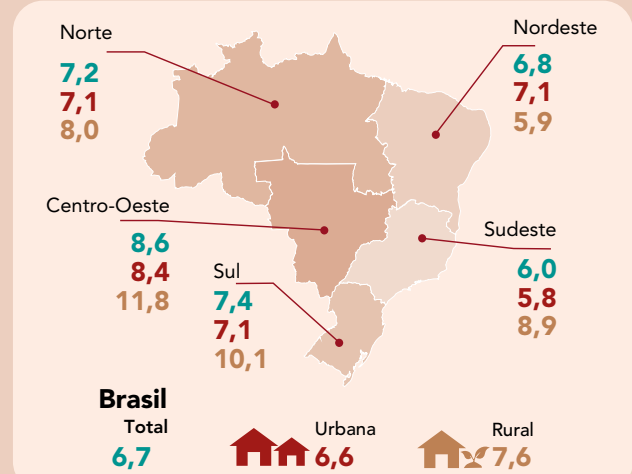 Norte
7,2
7,1
8,0
Nordeste
6,8
7,1
5,9
Centro-Oeste
8,6
8,4
11,8
Sul
7,4
7,1
10,1
Sudeste
6,0
5,8
8,9
Brasil
Total
6,7
Urbana
6,6
Rural
7,6